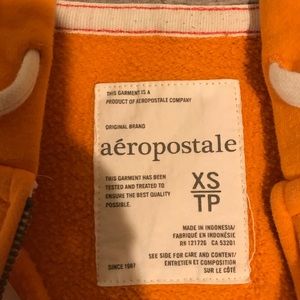 THIS GARMENT IS A
PRODUCT OF AEROPOSTALE COMPANY
ORIGINAL BRAND
aéropostale
THIS GARMENT HAS BEEN
TESTED AND TREATED TO
ENSURE THE BEST QUALITY
POSSIBLE.
XS
TP
MADE IN INDONESIA/
FABRIQUÉ EN INDONÉSIE
RN 121726 CA 53201
SEE SIDE FOR CARE AND CONTENT/
ENTRETIEN ET COMPOSITION
SUR LE CÔTÉ
SINCE 1987